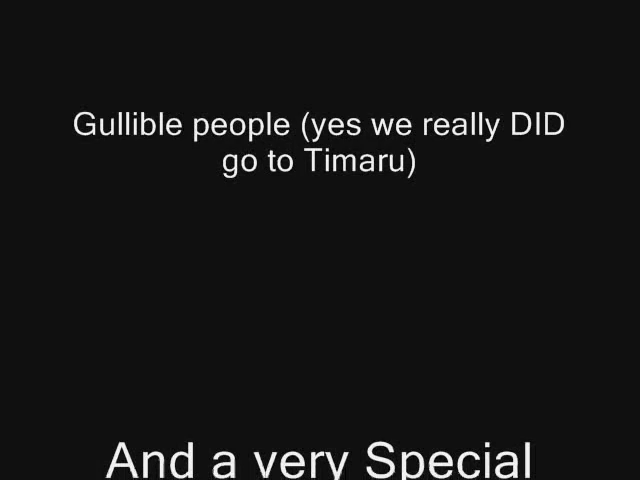 Gullible people (yes we really DID
go to Timaru)
And a very Special